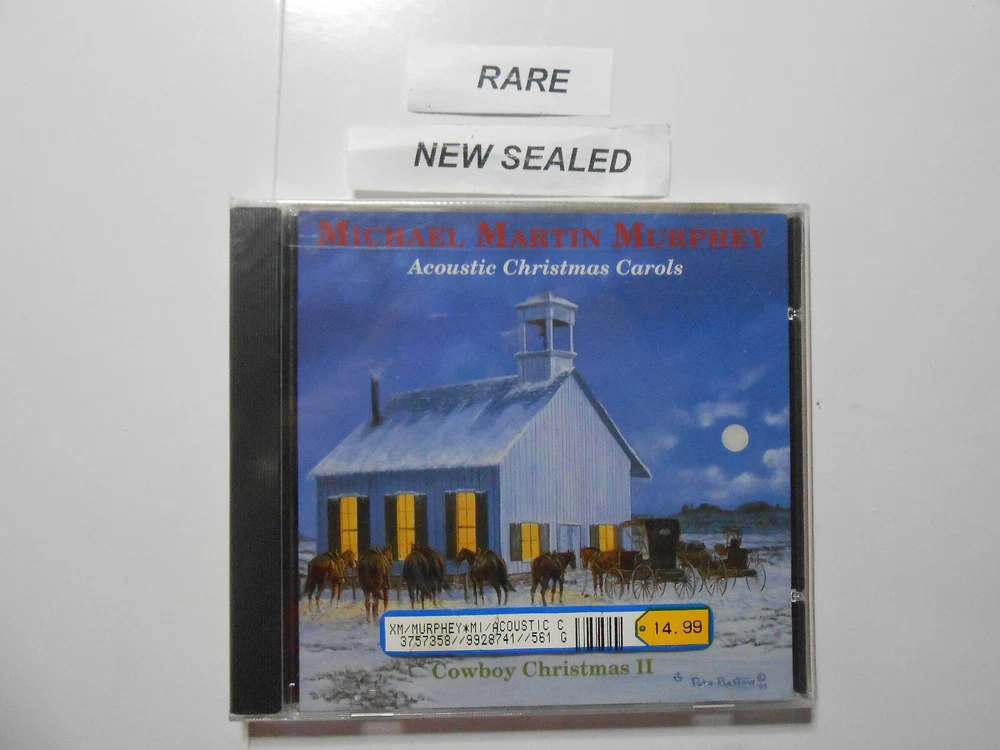 RARE
NEW SEALED
MICHAEL MARTIN MURPHEY
Acoustic Christmas Carols
XM/MURPHEY*MI/ACOUSTIC C
3757358//9928741//561 G
14.99
Cowboy Christmas II